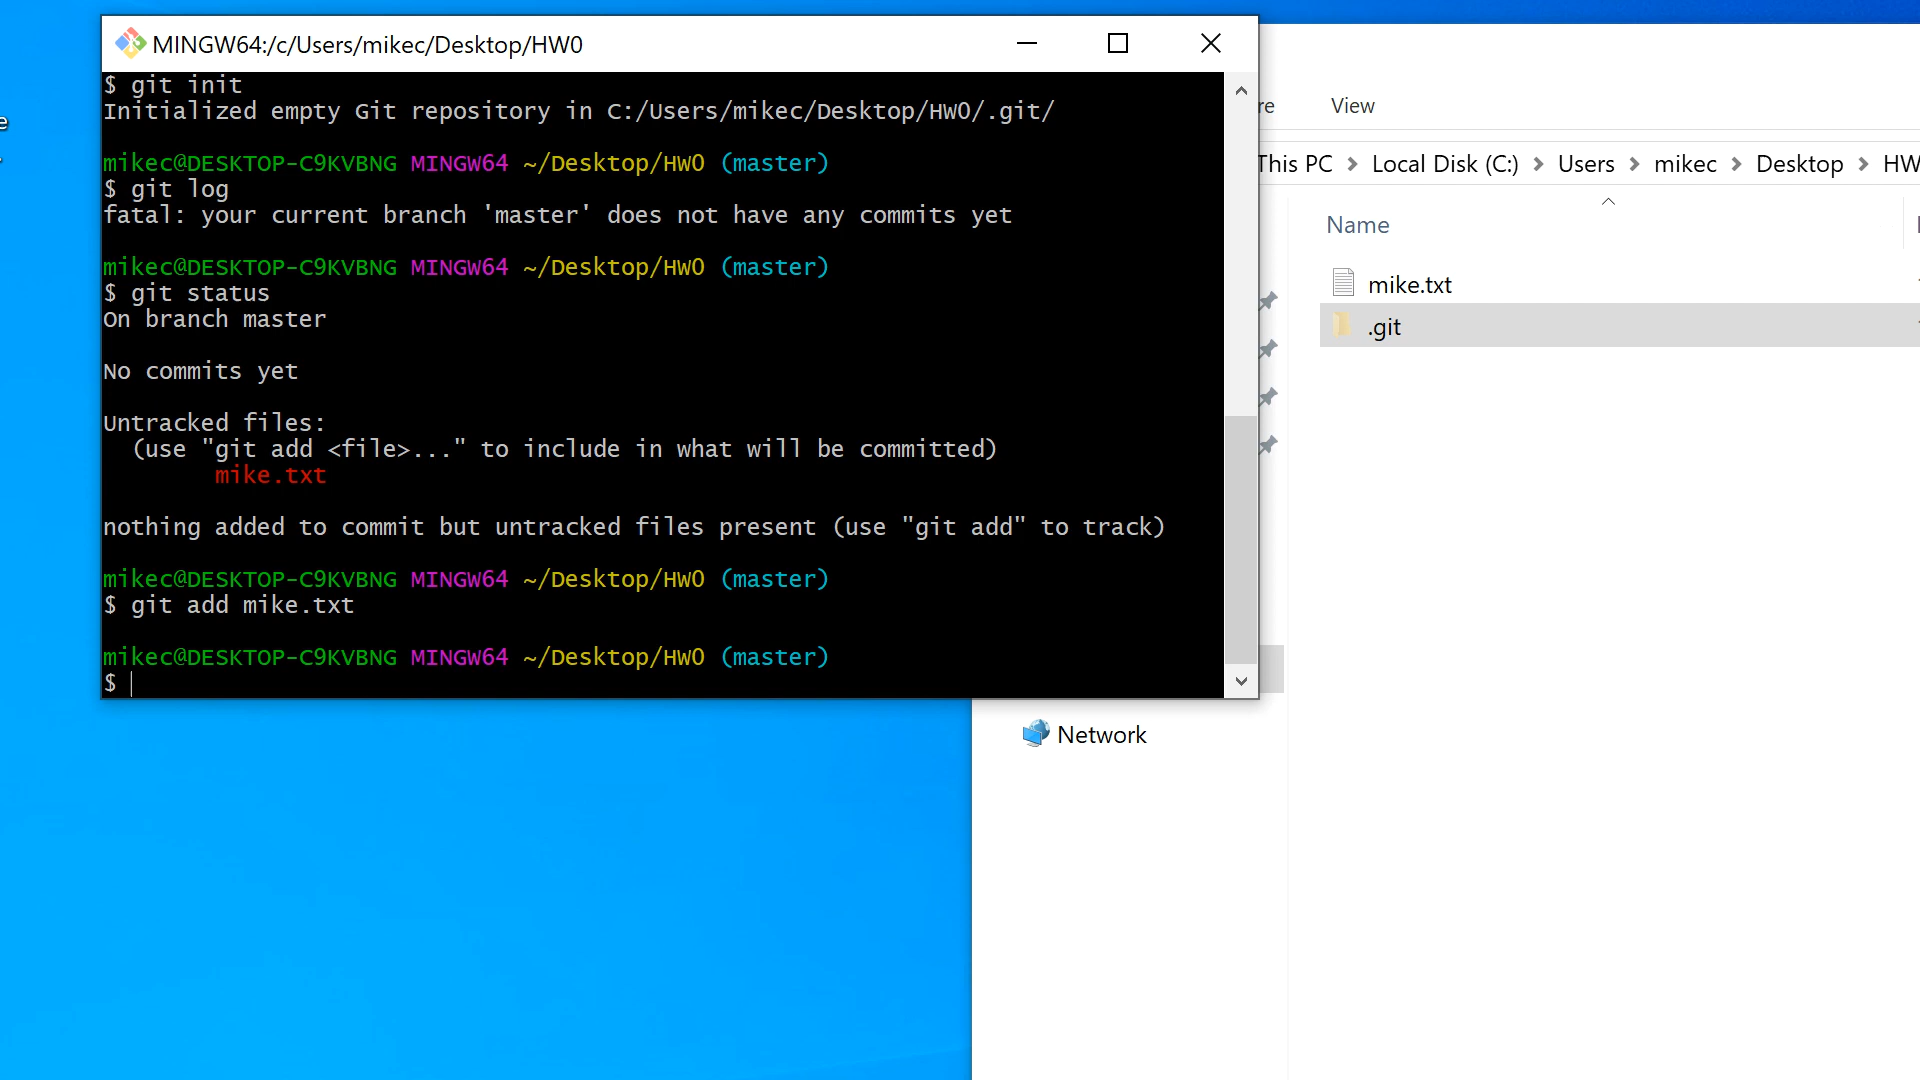 MINGW64:/c/Users/mikec/Desktop/HW0
$ git init
Initialized empty Git repository in C:/Users/mikec/Desktop/HW0/.git/
mikec@DESKTOP-C9KVBNG MINGW64 ~/Desktop/HW0 (master)
$ git log
fatal: your current branch 'master' does not have any commits yet
mikec@DESKTOP-C9KVBNG MINGW64 ~/Desktop/HW0 (master)
$ git status
On branch master
No commits yet
Untracked files:
(use "git add <file>..." to include in what will be committed)
mike.txt
nothing added to commit but untracked files present (use "git add" to track)
mikec@DESKTOP-C9KVBNG MINGW64 ~/Desktop/HW0 (master)
$ git add mike.txt
mikec@DESKTOP-C9KVBNG MINGW64 ~/Desktop/HW0 (master)
$
View
This PC > Local Disk (C:) > Users > mikec > Desktop > HW
Name
mike.txt
.git
Network